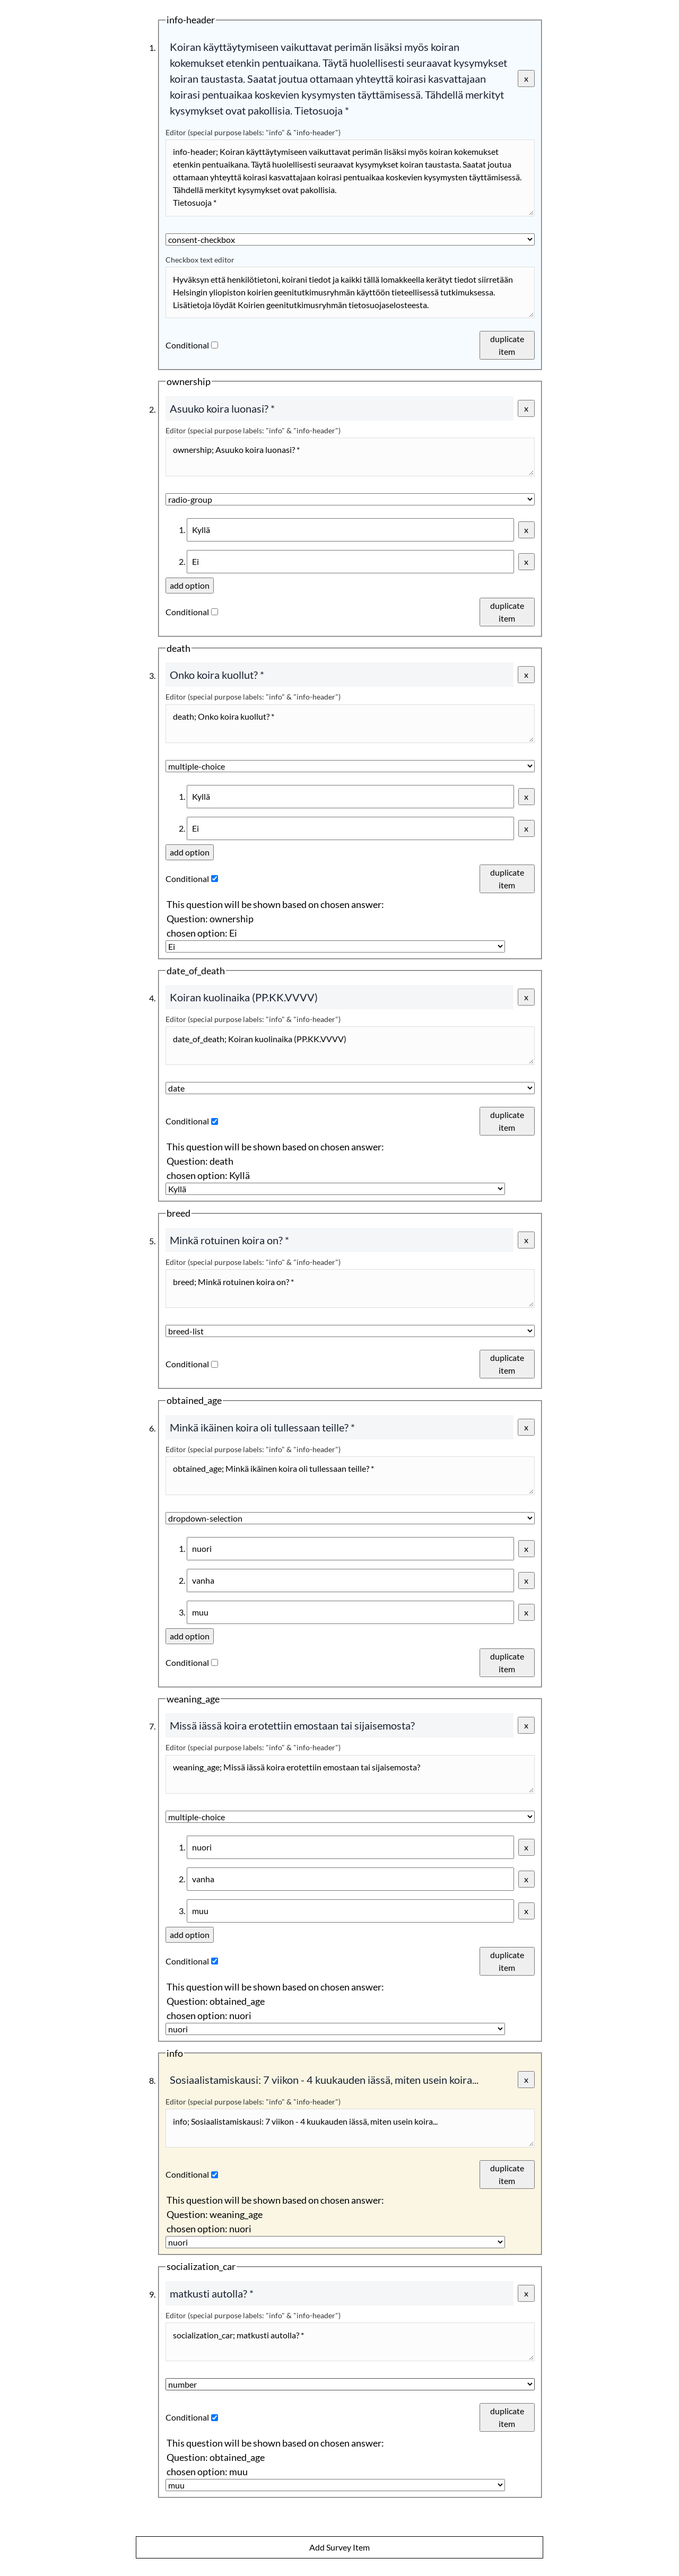 info-header
1.
Koiran käyttäytymiseen vaikuttavat perimän lisäksi myös koiran
kokemukset etenkin pentuaikana. Täytä huolellisesti seuraavat kysymykset
koiran taustasta. Saatat joutua ottamaan yhteyttä koirasi kasvattajaan
koirasi pentuaikaa koskevien kysymysten täyttämisessä. Tähdellä merkityt
kysymykset ovat pakollisia. Tietosuoja *
x
Editor (special purpose labels: "info" & "info-header")
info-header; Koiran käyttäytymiseen vaikuttavat perimän lisäksi myös koiran kokemukset
etenkin pentuaikana. Täytä huolellisesti seuraavat kysymykset koiran taustasta. Saatat joutua
ottamaan yhteyttä koirasi kasvattajaan koirasi pentuaikaa koskevien kysymysten täyttämisessä.
Tähdellä merkityt kysymykset ovat pakollisia.
Tietosuoja *
consent-checkbox
Checkbox text editor
Hyväksyn että henkilötietoni, koirani tiedot ja kaikki tällä lomakkeella kerätyt tiedot siirretään
Helsingin yliopiston koirien geenitutkimusryhmän käyttöön tieteellisessä tutkimuksessa.
Lisätietoja löydät Koirien geenitutkimusryhmän tietosuojaselosteesta.
Conditional
duplicate
item
ownership
2.
Asuuko koira luonasi? *
x
Editor (special purpose labels: "info" & "info-header")
ownership; Asuuko koira luonasi? *
radio-group
1. Kyllä x
2. Ei x
add option
Conditional
duplicate
item
death
3.
Onko koira kuollut? *
x
Editor (special purpose labels: "info" & "info-header")
death; Onko koira kuollut? *
multiple-choice
1. Kyllä x
2. Ei x
add option
Conditional
duplicate
item
This question will be shown based on chosen answer:
Question: ownership
chosen option: Ei
Ei
date_of_death
4.
Koiran kuolinaika (PP.KK.VVVV)
x
Editor (special purpose labels: "info" & "info-header")
date_of_death; Koiran kuolinaika (PP.KK.VVVV)
date
Conditional
duplicate
item
This question will be shown based on chosen answer:
Question: death
chosen option: Kyllä
Kyllä
breed
5.
Minkä rotuinen koira on? *
x
Editor (special purpose labels: "info" & "info-header")
breed; Minkä rotuinen koira on? *
breed-list
Conditional
duplicate
item
obtained_age
6.
Minkä ikäinen koira oli tullessaan teille? *
x
Editor (special purpose labels: "info" & "info-header")
obtained_age; Minkä ikäinen koira oli tullessaan teille? *
dropdown-selection
1. nuori x
2. vanha x
3. muu x
add option
Conditional
duplicate
item
weaning_age
7.
Missä iässä koira erotettiin emostaan tai sijaisemosta?
x
Editor (special purpose labels: "info" & "info-header")
weaning_age; Missä iässä koira erotettiin emostaan tai sijaisemosta?
multiple-choice
1. nuori x
2. vanha x
3. muu x
add option
Conditional
duplicate
item
This question will be shown based on chosen answer:
Question: obtained_age
chosen option: nuori
nuori
info
8.
Sosiaalistamiskausi: 7 viikon - 4 kuukauden iässä, miten usein koira...
x
Editor (special purpose labels: "info" & "info-header")
info; Sosiaalistamiskausi: 7 viikon - 4 kuukauden iässä, miten usein koira...
Conditional
duplicate
item
This question will be shown based on chosen answer:
Question: weaning_age
chosen option: nuori
nuori
socialization_car
9.
matkusti autolla? *
x
Editor (special purpose labels: "info" & "info-header")
socialization_car; matkusti autolla? *
number
Conditional
duplicate
item
This question will be shown based on chosen answer:
Question: obtained_age
chosen option: muu
muu
Add Survey Item